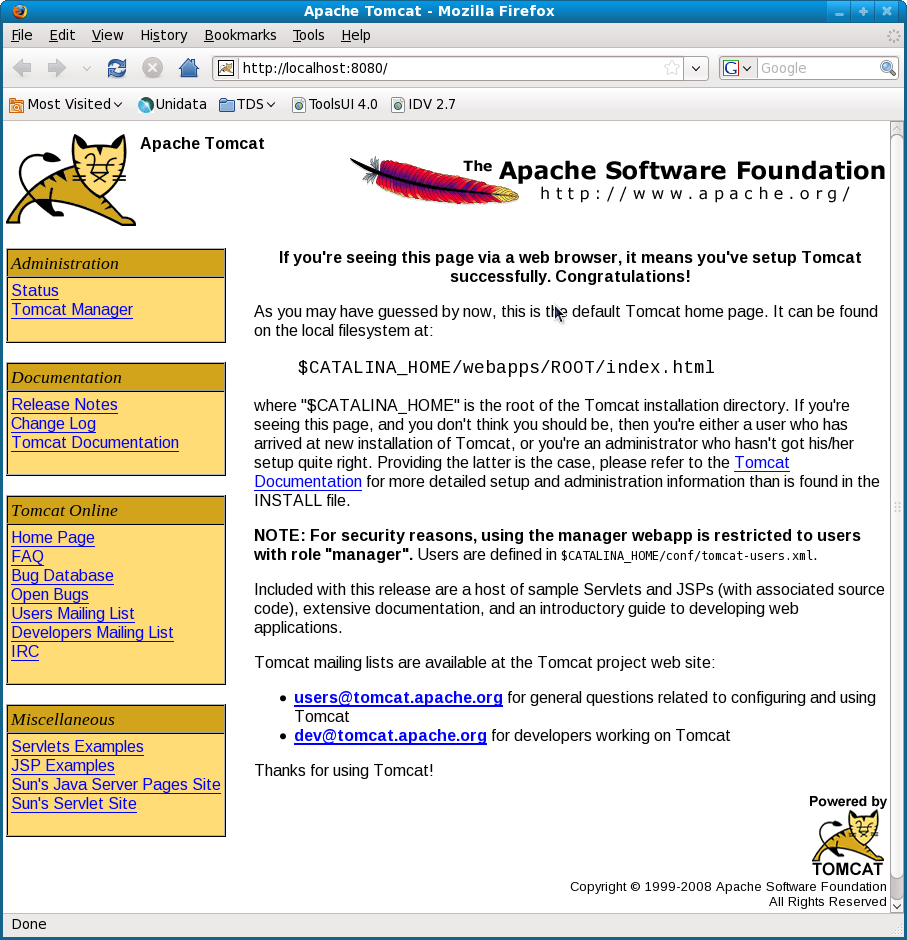 Apache Tomcat - Mozilla Firefox
File Edit View History Bookmarks Tools Help
http://localhost:8080/
G Google
Most Visited Unidata TDS ToolsUI 4.0 IDV 2.7
Apache Tomcat
The Apache Software Foundation
http://www.apache.org/
Administration
Status
Tomcat Manager
Documentation
Release Notes
Change Log
Tomcat Documentation
Tomcat Online
Home Page
FAQ
Bug Database
Open Bugs
Users Mailing List
Developers Mailing List
IRC
Miscellaneous
Servlets Examples
JSP Examples
Sun's Java Server Pages Site
Sun's Servlet Site
If you're seeing this page via a web browser, it means you've setup Tomcat
successfully. Congratulations!
As you may have guessed by now, this is the default Tomcat home page. It can be found
on the local filesystem at:
$CATALINA_HOME/webapps/ROOT/index.html
where "$CATALINA_HOME" is the root of the Tomcat installation directory. If you're
seeing this page, and you don't think you should be, then you're either a user who has
arrived at new installation of Tomcat, or you're an administrator who hasn't got his/her
setup quite right. Providing the latter is the case, please refer to the Tomcat
Documentation for more detailed setup and administration information than is found in the
INSTALL file.
NOTE: For security reasons, using the manager webapp is restricted to users
with role "manager". Users are defined in $CATALINA_HOME/conf/tomcat-users.xml.
Included with this release are a host of sample Servlets and JSPs (with associated source
code), extensive documentation, and an introductory guide to developing web
applications.
Tomcat mailing lists are available at the Tomcat project web site:
• users@tomcat.apache.org for general questions related to configuring and using
Tomcat
• dev@tomcat.apache.org for developers working on Tomcat
Thanks for using Tomcat!
Powered by
TOMCAT
Copyright © 1999-2008 Apache Software Foundation
All Rights Reserved
Done